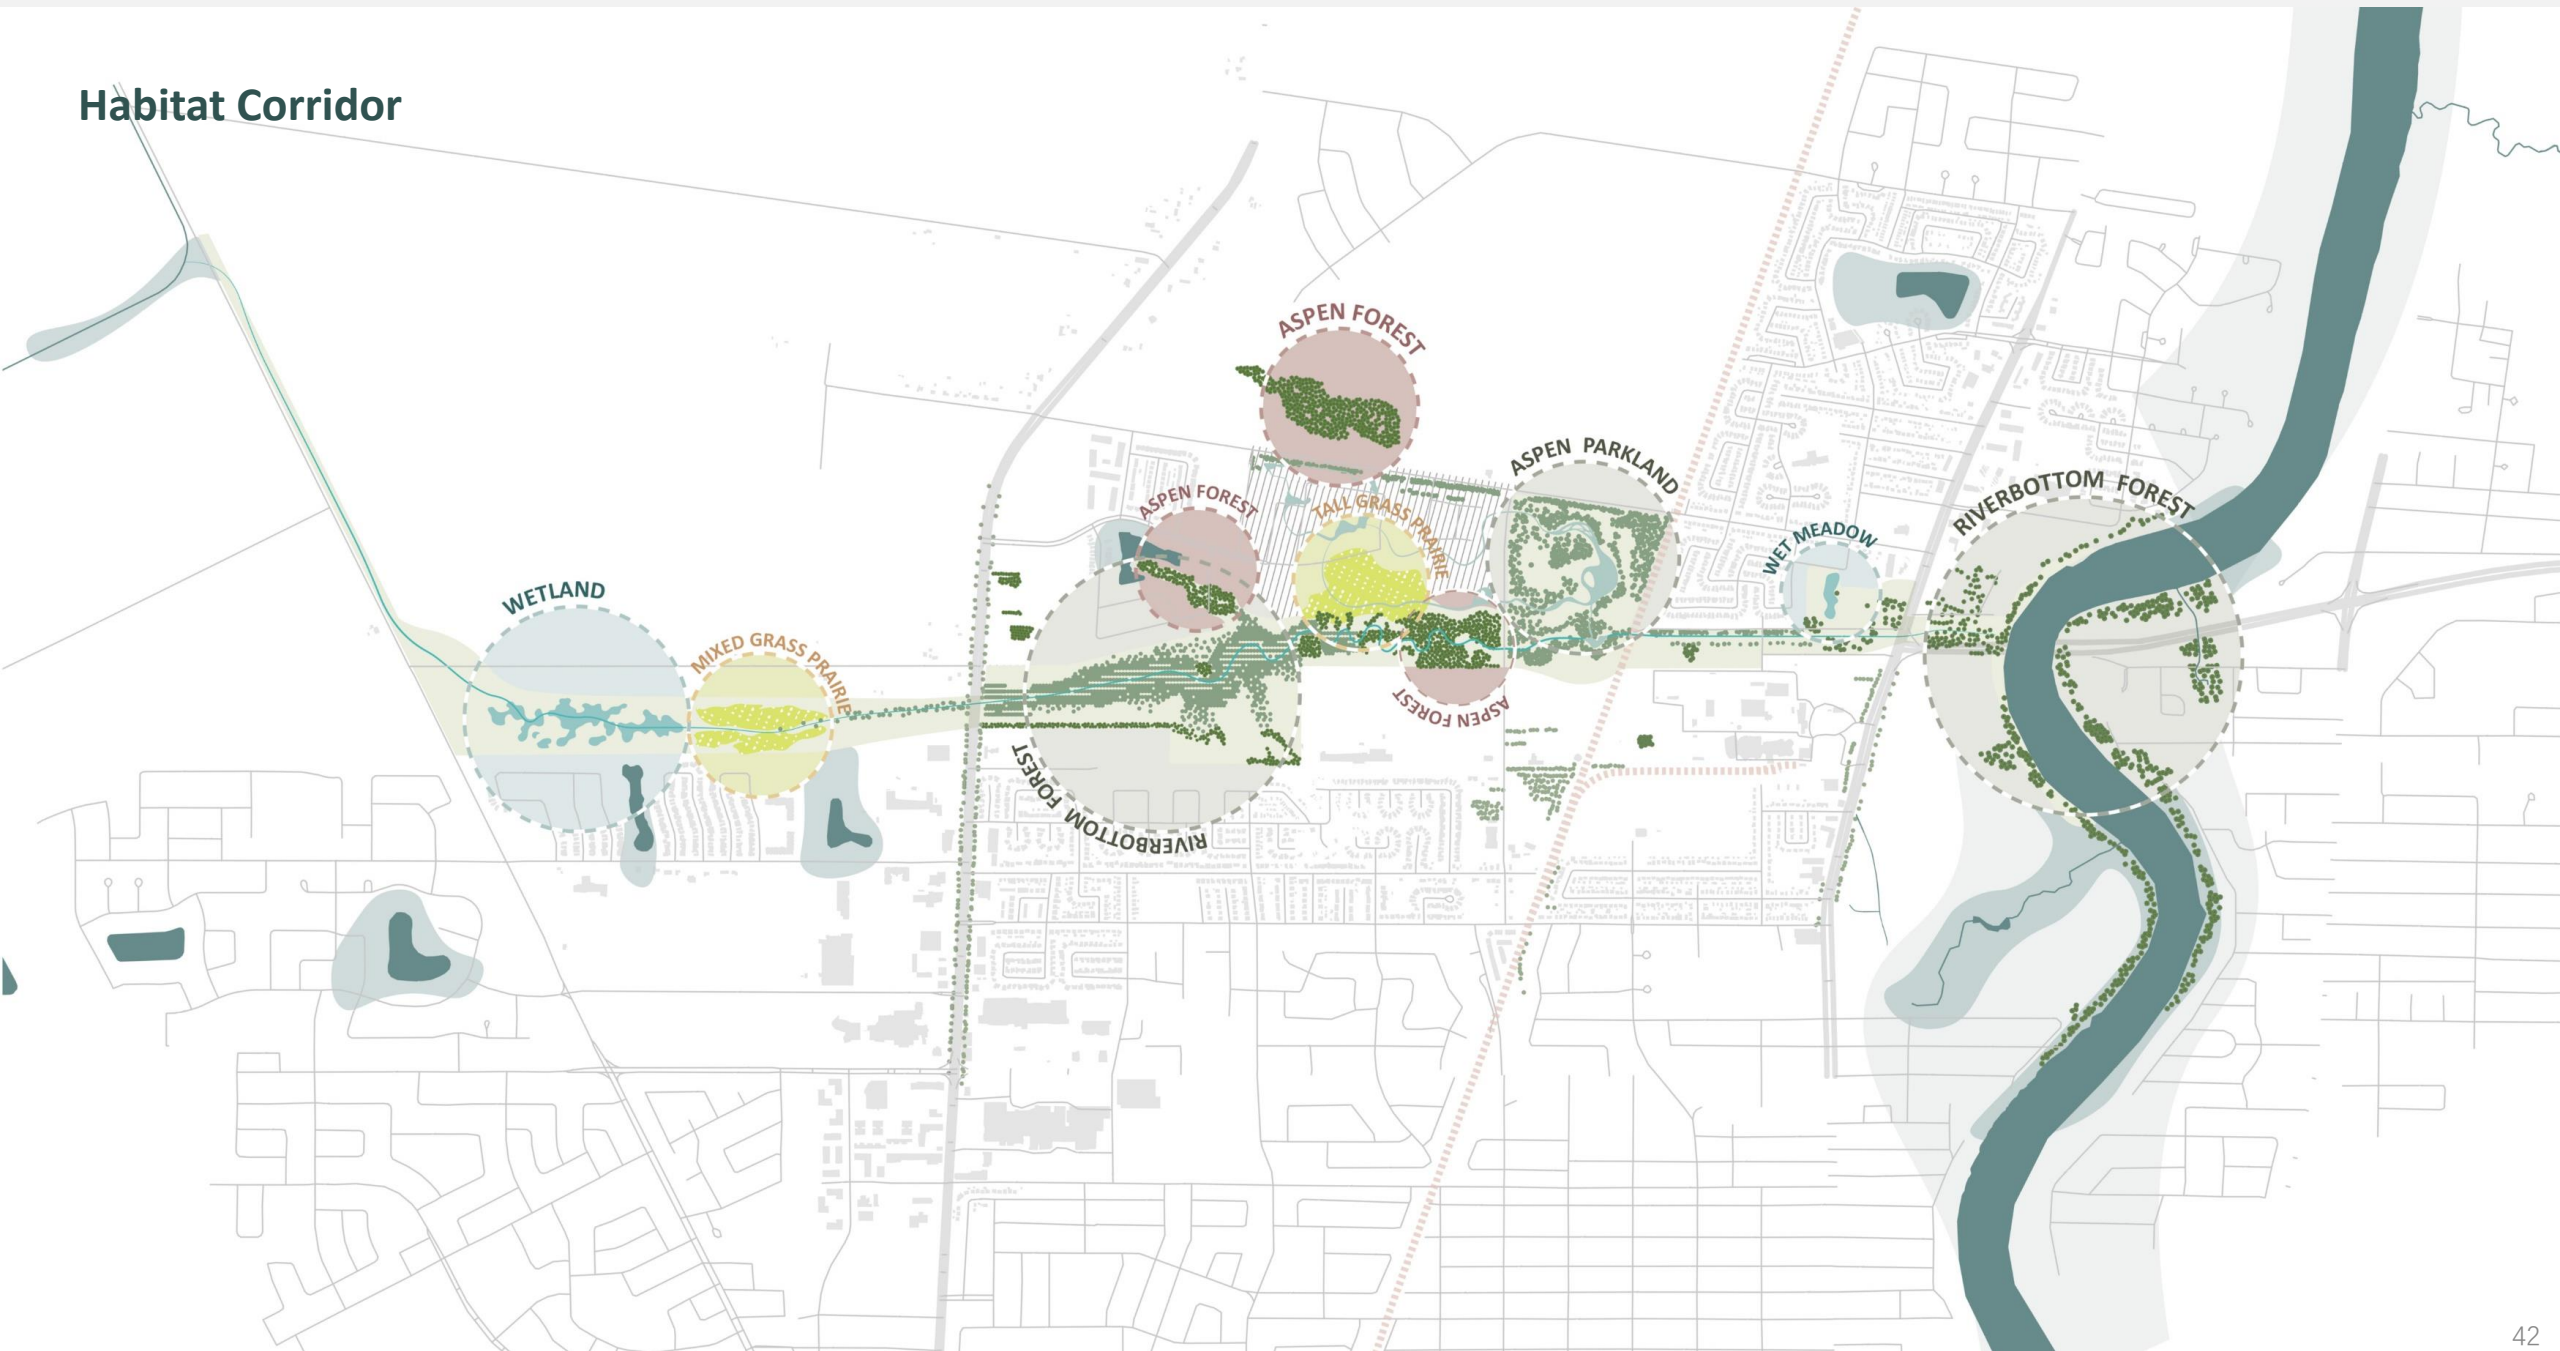 Habitat Corridor
ASPEN FOREST
ASPEN PARKLAND
RIVERBOTTOM FOREST
ASPEN FOREST
TALL GRASS PRAIRIE
WET MEADOW
WETLAND
MIXED GRASS PRAIRIE
ASPEN FOREST
RIVERBOTTOM FOREST
42